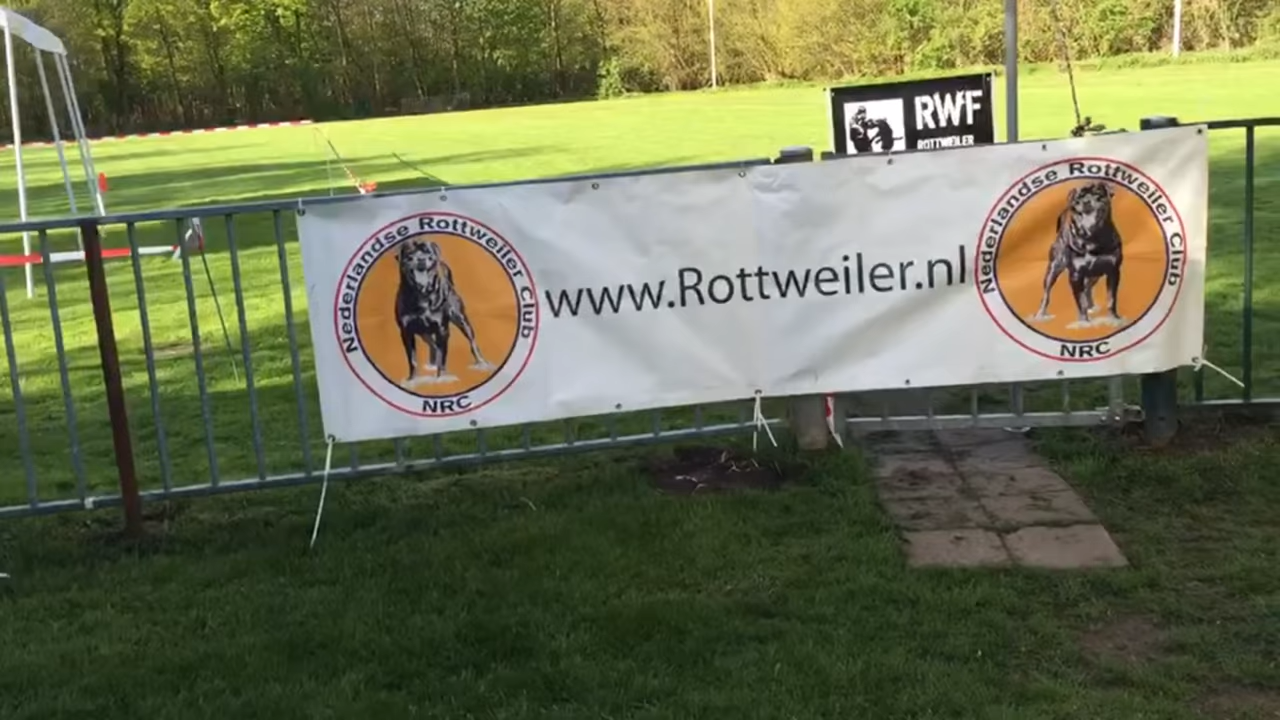 RWF
ROTTWEILER
Nederlandse Rottweiler Club
NRC
www.Rottweiler.nl
Nederlandse Rottweiler Club
NRC